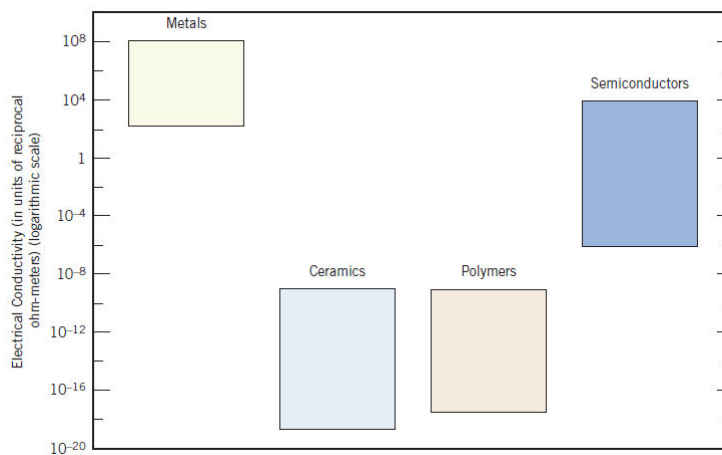 Metals
Semiconductors
Ceramics
Polymers
Electrical Conductivity (in units of reciprocal
ohm-meters) (logarithmic scale)
10⁸
10⁴
1
10⁻⁴
10⁻⁸
10⁻¹²
10⁻¹⁶
10⁻²⁰